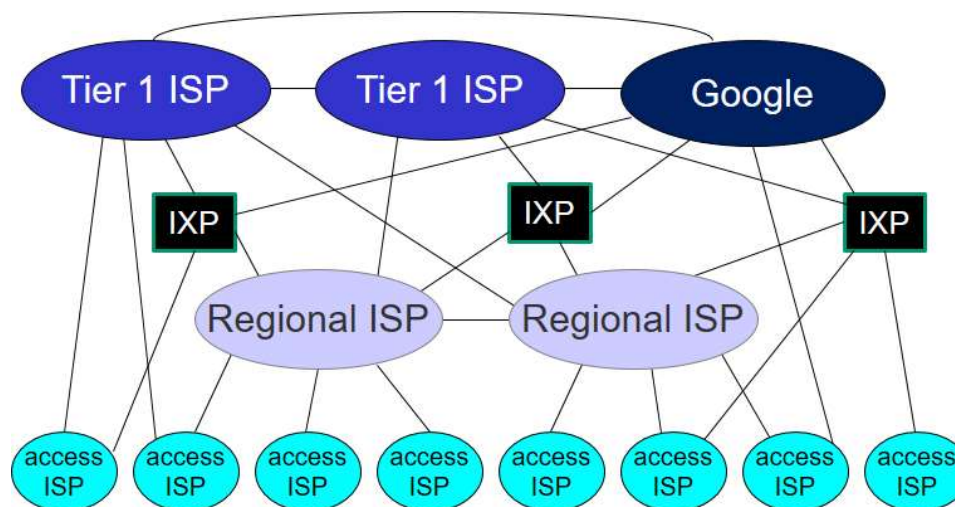 Tier 1 ISP
Tier 1 ISP
Google
IXP
IXP
IXP
Regional ISP
Regional ISP
access
ISP
access
ISP
access
ISP
access
ISP
access
ISP
access
ISP
access
ISP
access
ISP